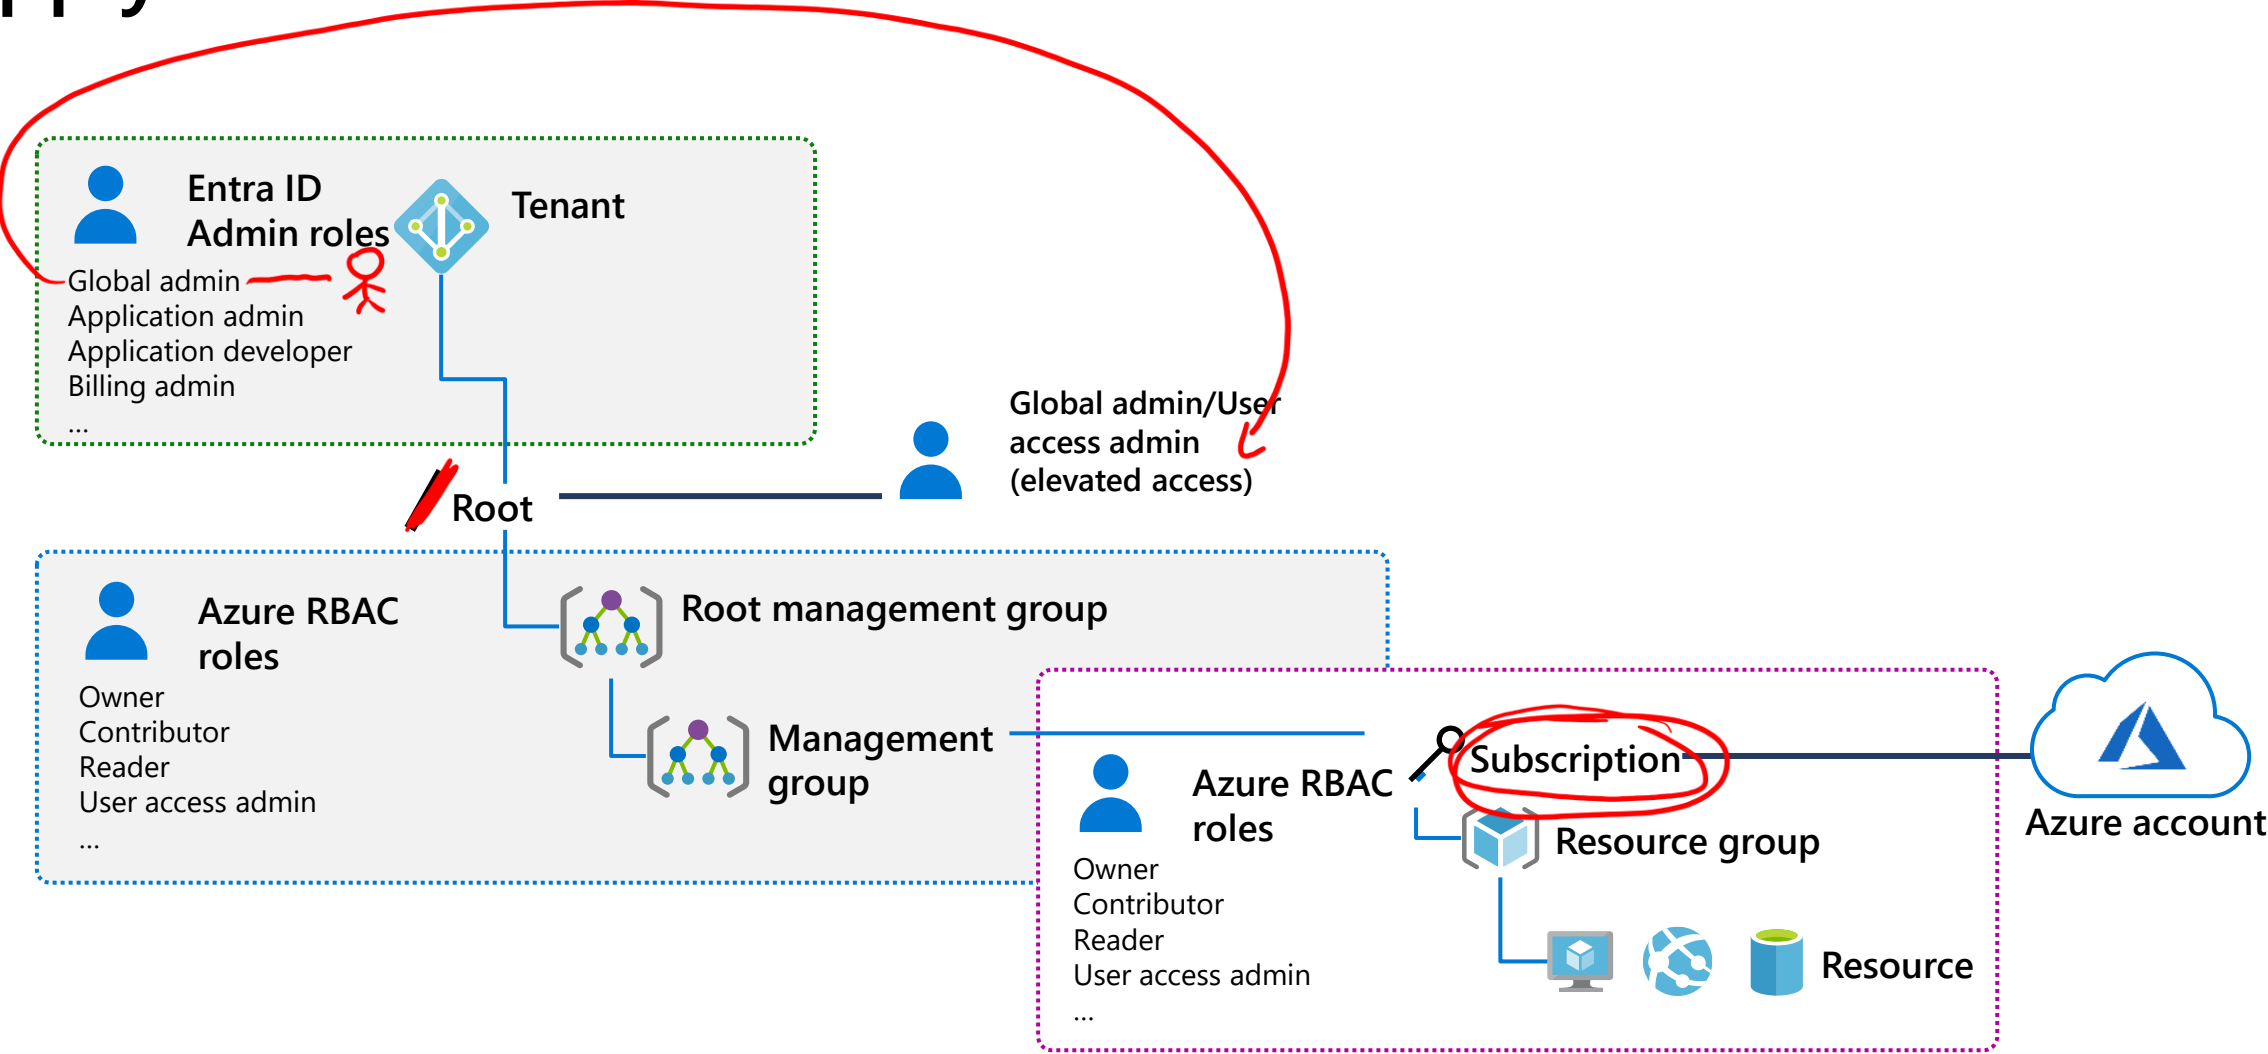 Entra ID
Admin roles
Tenant
Global admin
Application admin
Application developer
Billing admin
...
Global admin/User
access admin
(elevated access)
Root
Azure RBAC
roles
Owner
Contributor
Reader
User access admin
...
Root management group
Management
group
Azure RBAC
roles
Owner
Contributor
Reader
User access admin
...
Subscription
Resource group
Resource
Azure account